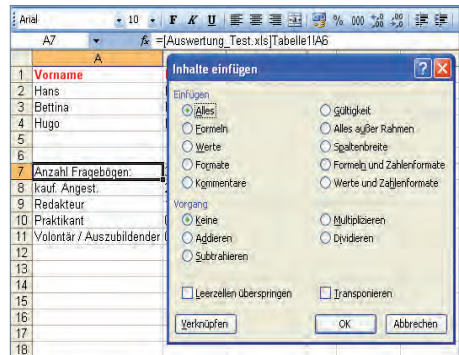 Arial 10 F K U % 000
A7 fx =[Auswertung_Test.xls]Tabelle1!A6
A
1 Vorname
2 Hans
3 Bettina
4 Hugo
5
6
7 Anzahl Fragebögen:
8 kauf. Angest.
9 Redakteur
10 Praktikant
11 Volontär / Auszubildender
12
13
14
15
16
17
18
Inhalte einfügen
Einfügen
Alles Gültigkeit
Formeln Alles außer Rahmen
Werte Spaltenbreite
Formate Formeln und Zahlenformate
Kommentare Werte und Zahlenformate
Vorgang
Keine Multiplizieren
Addieren Dividieren
Subtrahieren
Leerzellen überspringen Transponieren
Verknüpfen OK Abbrechen